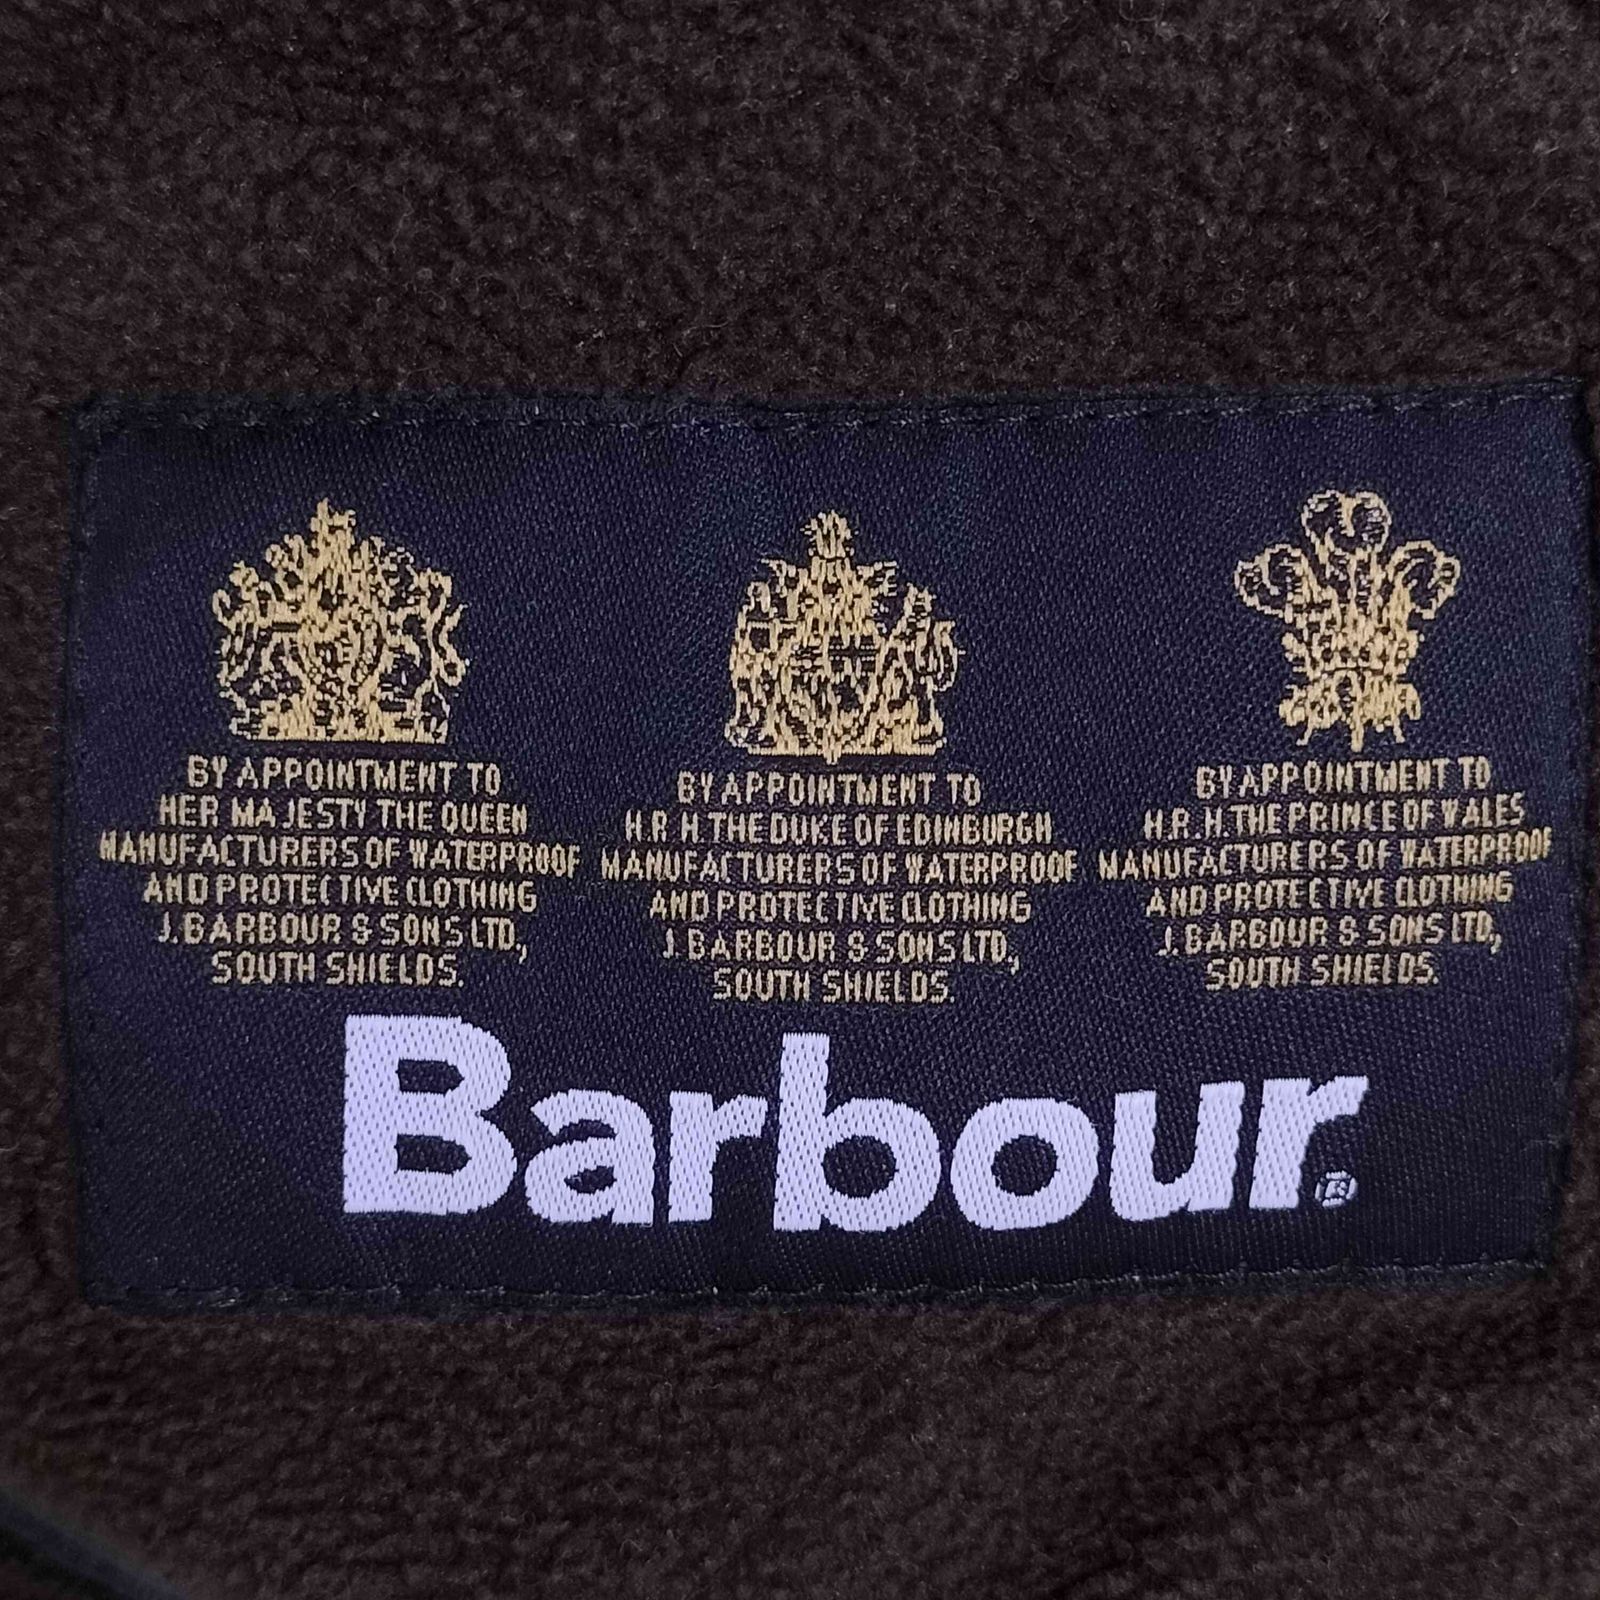 BY APPOINTMENT TO
HER MAJESTY THE QUEEN
MANUFACTURERS OF WATERPROOF
AND PROTECTIVE CLOTHING
J. BARBOUR & SONS LTD,
SOUTH SHIELDS.
BY APPOINTMENT TO
H.R.H. THE DUKE OF EDINBURGH
MANUFACTURERS OF WATERPROOF
AND PROTECTIVE CLOTHING
J. BARBOUR & SONS LTD,
SOUTH SHIELDS.
BY APPOINTMENT TO
H.R.H. THE PRINCE OF WALES
MANUFACTURERS OF WATERPROOF
AND PROTECTIVE CLOTHING
J. BARBOUR & SONS LTD,
SOUTH SHIELDS.
Barbour.®